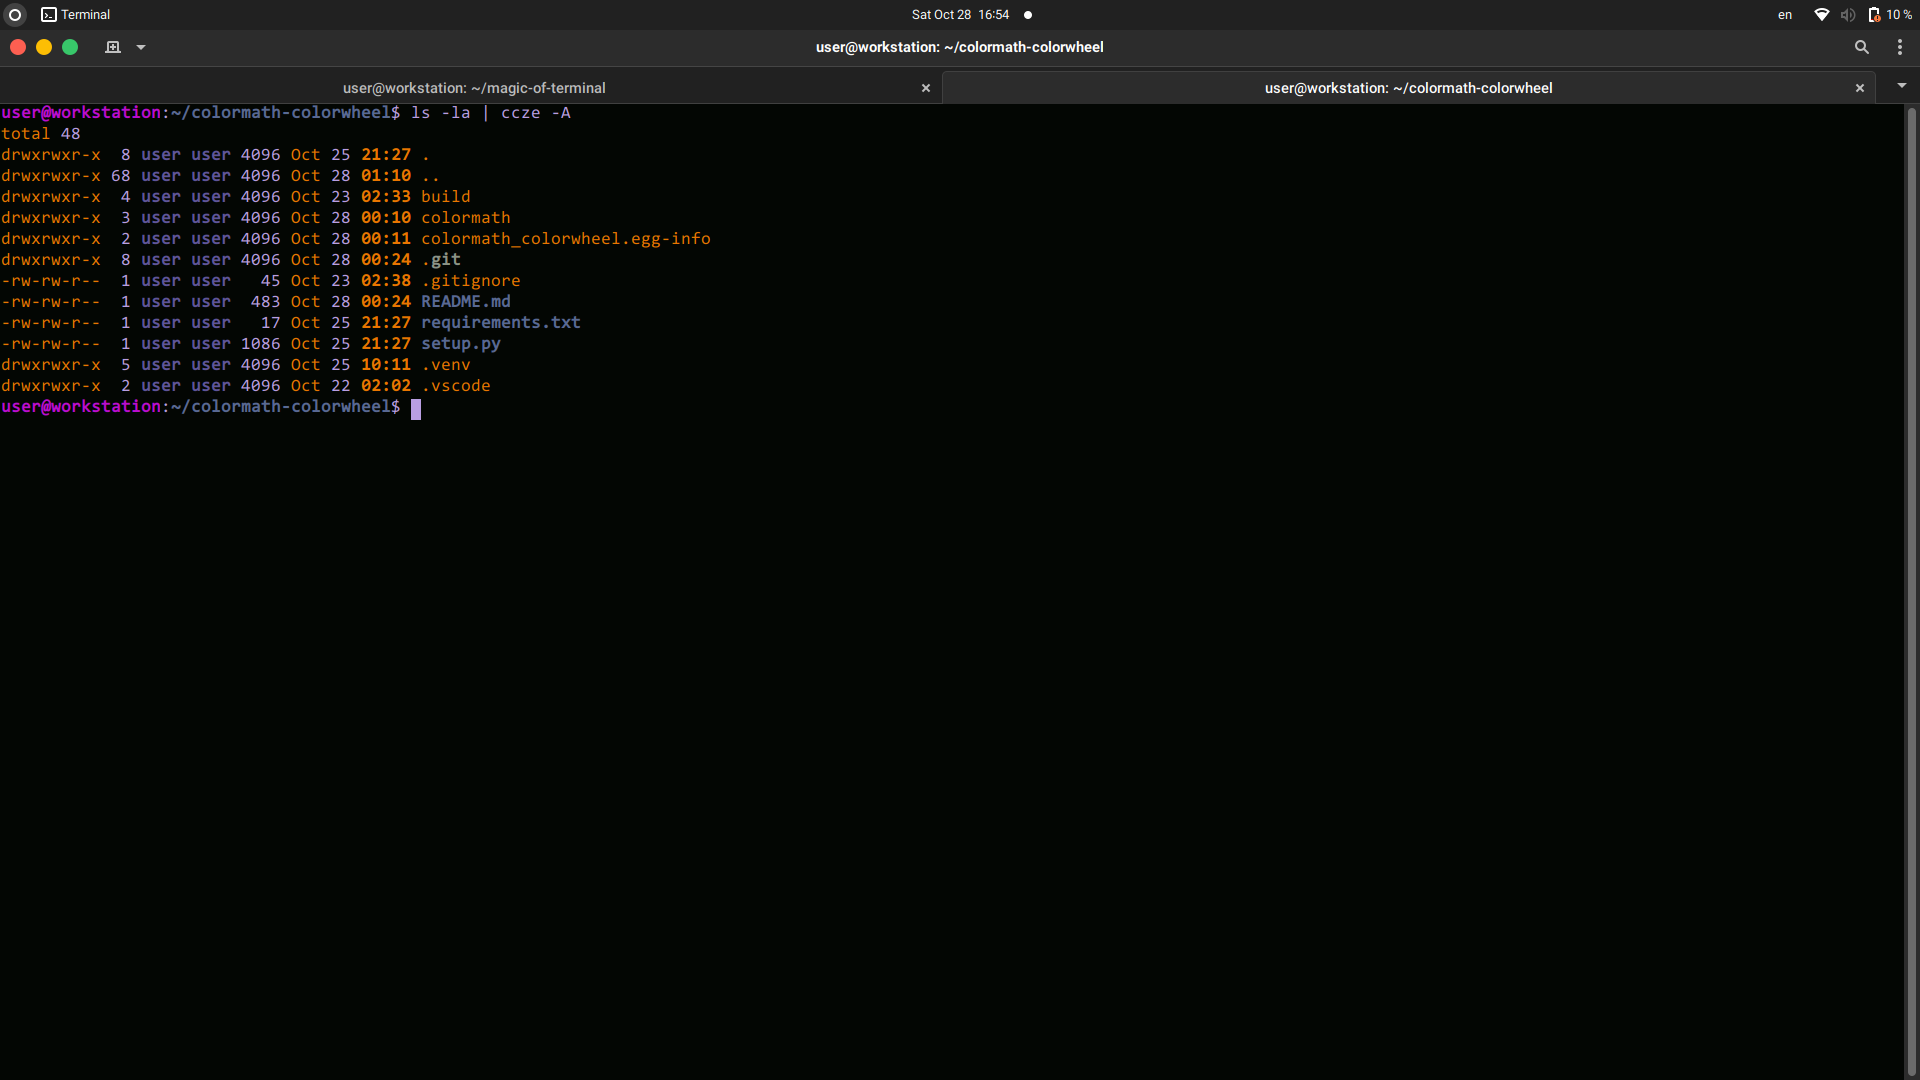 Terminal
Sat Oct 28 16:54
en
10 %
user@workstation: ~/colormath-colorwheel
user@workstation: ~/magic-of-terminal
user@workstation: ~/colormath-colorwheel
user@workstation:~/colormath-colorwheel$ ls -la | ccze -A
total 48
drwxrwxr-x  8 user user 4096 Oct 25 21:27 .
drwxrwxr-x 68 user user 4096 Oct 28 01:10 ..
drwxrwxr-x  4 user user 4096 Oct 23 02:33 build
drwxrwxr-x  3 user user 4096 Oct 28 00:10 colormath
drwxrwxr-x  2 user user 4096 Oct 28 00:11 colormath_colorwheel.egg-info
drwxrwxr-x  8 user user 4096 Oct 28 00:24 .git
-rw-rw-r--  1 user user   45 Oct 23 02:38 .gitignore
-rw-rw-r--  1 user user  483 Oct 28 00:24 README.md
-rw-rw-r--  1 user user   17 Oct 25 21:27 requirements.txt
-rw-rw-r--  1 user user 1086 Oct 25 21:27 setup.py
drwxrwxr-x  5 user user 4096 Oct 25 10:11 .venv
drwxrwxr-x  2 user user 4096 Oct 22 02:02 .vscode
user@workstation:~/colormath-colorwheel$